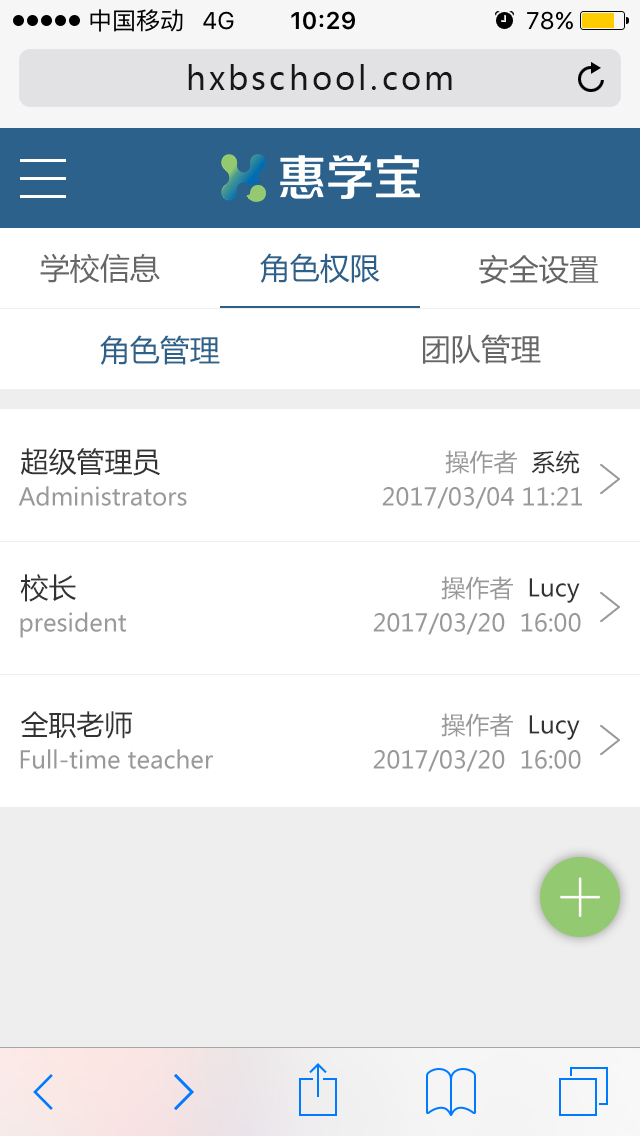 中国移动 4G 10:29 78%
hxbschool.com
惠学宝
学校信息 角色权限 安全设置
角色管理 团队管理
超级管理员 操作者 系统
Administrators 2017/03/04 11:21
校长 操作者 Lucy
president 2017/03/20 16:00
全职老师 操作者 Lucy
Full-time teacher 2017/03/20 16:00